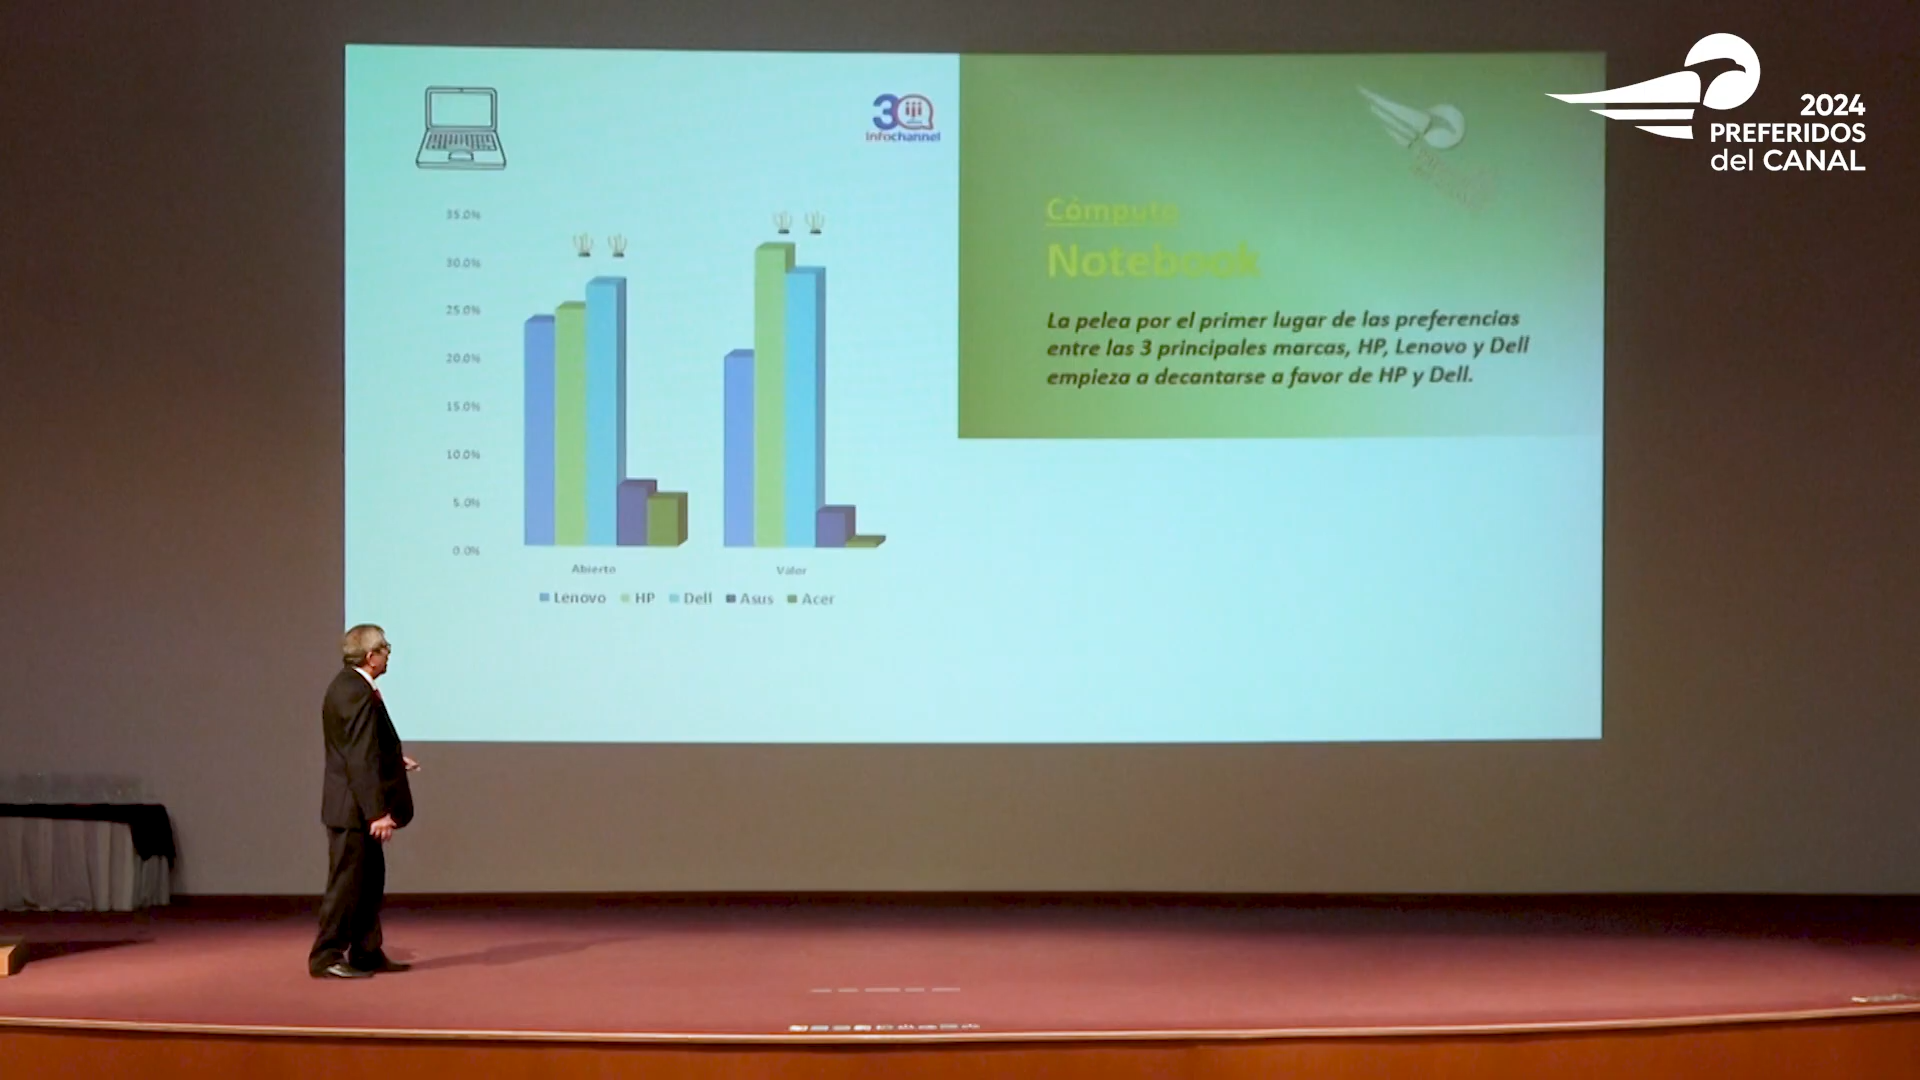 2024
PREFERIDOS
del CANAL
30
infochannel
35.0%
30.0%
25.0%
20.0%
15.0%
10.0%
5.0%
0.0%
Abierto Valor
Lenovo HP Dell Asus Acer
Cómputo
Notebook
La pelea por el primer lugar de las preferencias
entre las 3 principales marcas, HP, Lenovo y Dell
empieza a decantarse a favor de HP y Dell.